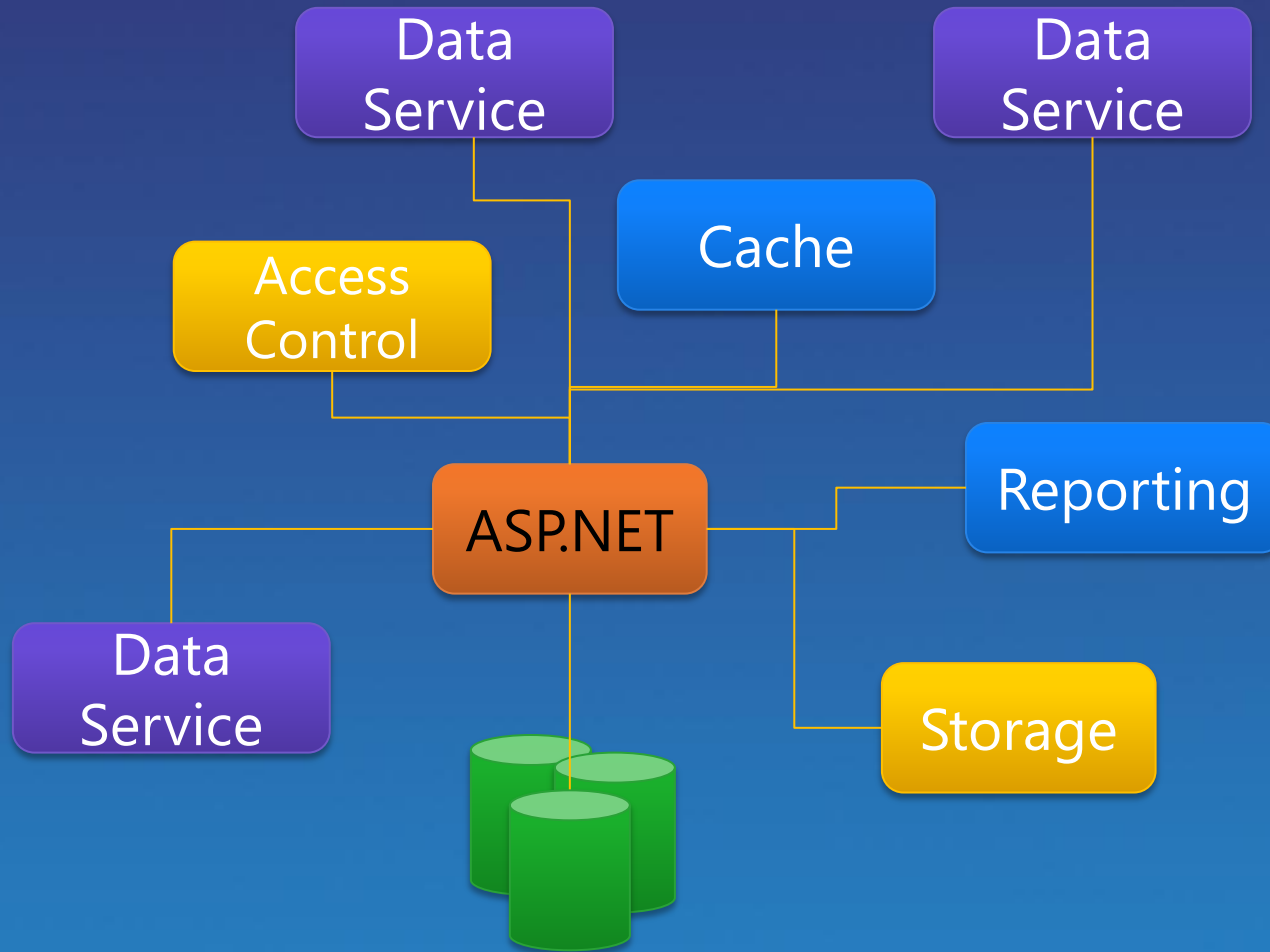 Data
Service
Data
Service
Cache
Access
Control
Reporting
ASP.NET
Data
Service
Storage